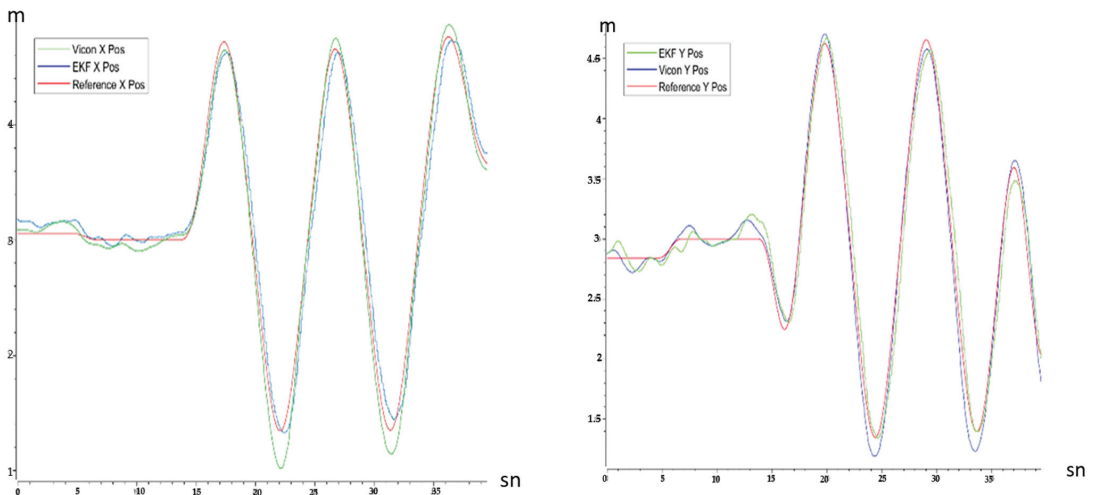 m
Vicon X Pos
EKF X Pos
Reference X Pos
4
3
2
1
0 5 10 15 20 25 30 35
sn
m
EKF Y Pos
Vicon Y Pos
Reference Y Pos
4.5
4
3.5
3
2.5
2
1.5
0 5 10 15 20 25 30 35
sn